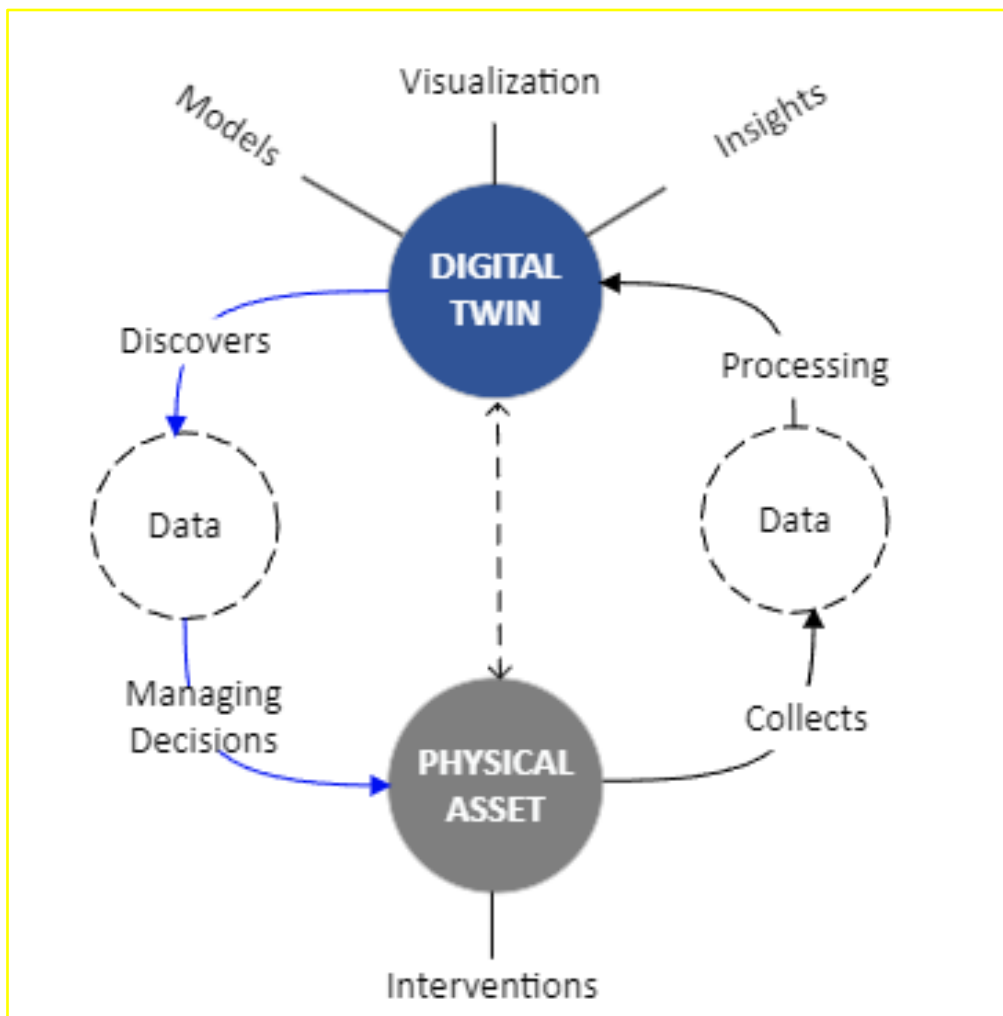 Visualization
Models
Insights
DIGITAL
TWIN
Discovers
Processing
Data
Data
Managing
Decisions
Collects
PHYSICAL
ASSET
Interventions